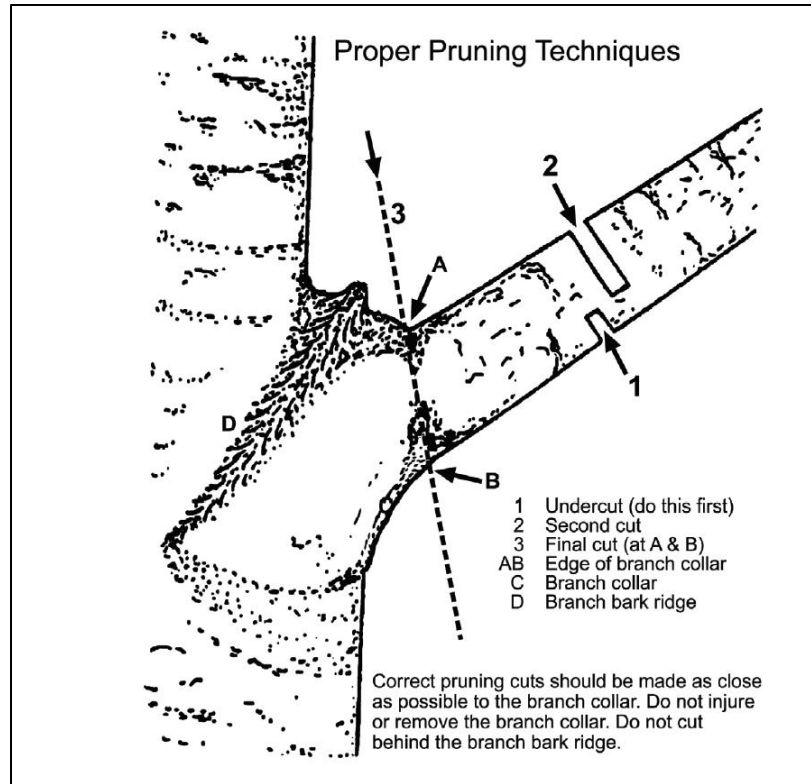 Proper Pruning Techniques
3
2
A
1
D
B
1 Undercut (do this first)
2 Second cut
3 Final cut (at A & B)
AB Edge of branch collar
C Branch collar
D Branch bark ridge
Correct pruning cuts should be made as close
as possible to the branch collar. Do not injure
or remove the branch collar. Do not cut
behind the branch bark ridge.